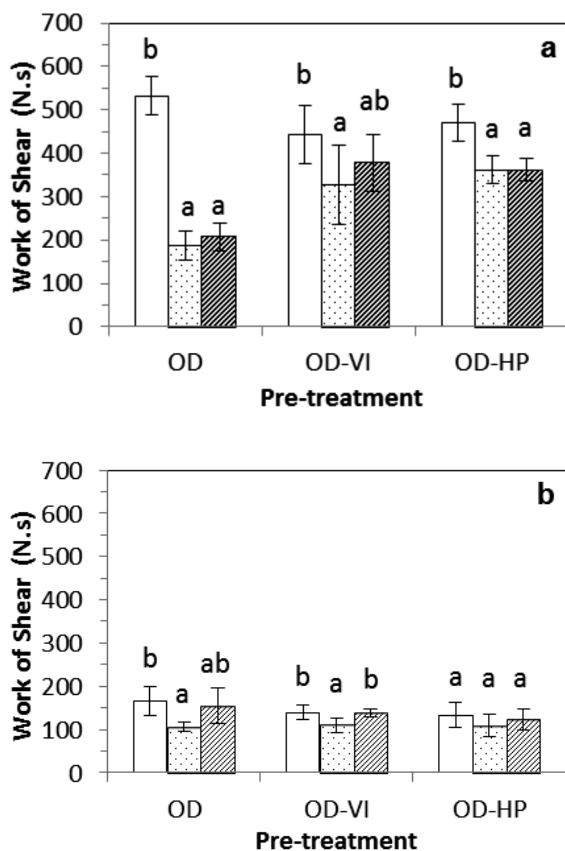 700
600
500
400
300
200
100
0
Work of Shear (N.s)
a
b a a
b a ab
b a a
OD OD-VI OD-HP
Pre-treatment
700
600
500
400
300
200
100
0
Work of Shear (N.s)
b
b a ab
b a b
a a a
OD OD-VI OD-HP
Pre-treatment